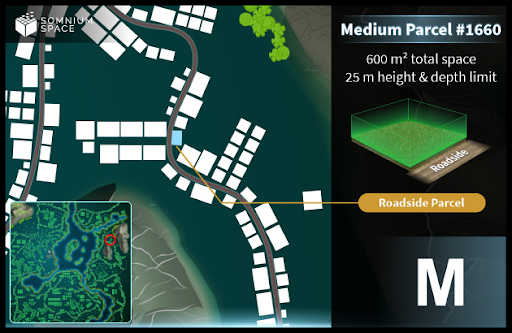 SOMNIUM
SPACE
Medium Parcel #1660
600 m² total space
25 m height & depth limit
Roadside
Roadside Parcel
M